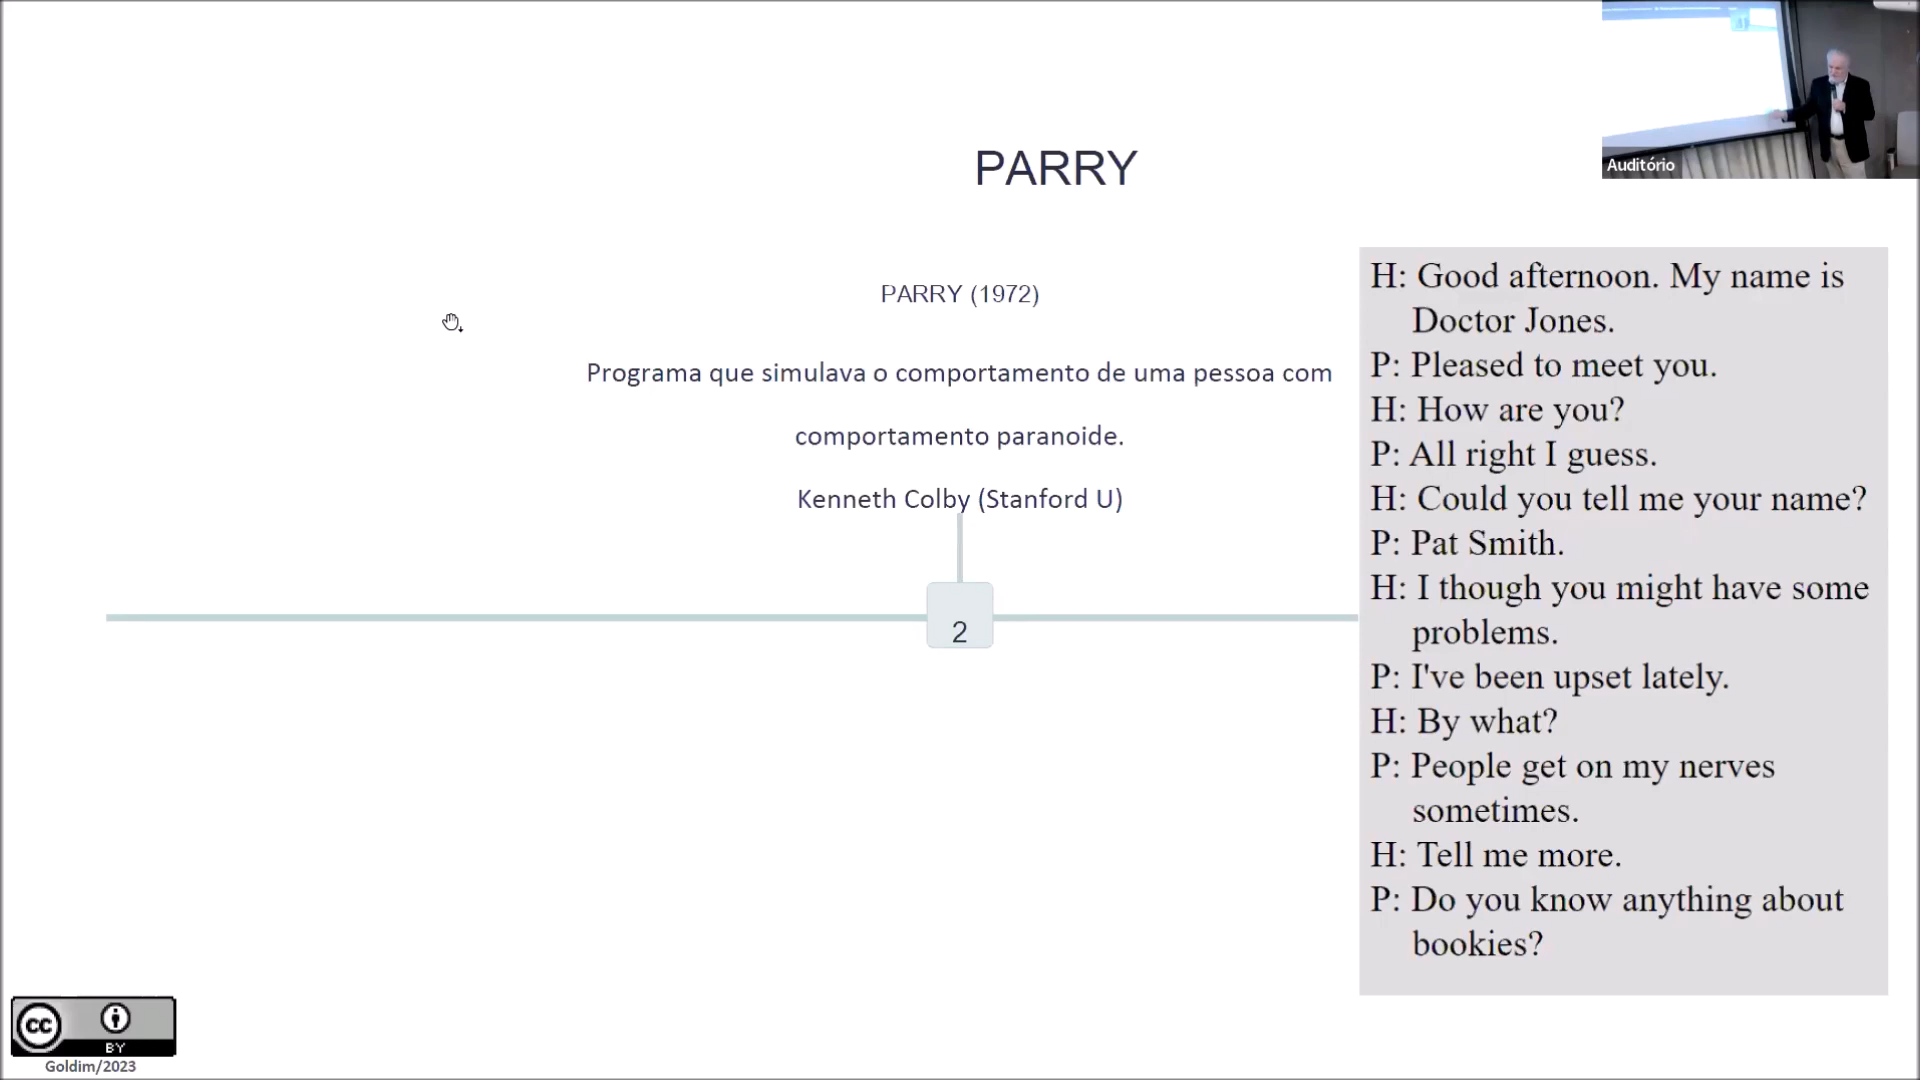 PARRY
Auditório
PARRY (1972)
Programa que simulava o comportamento de uma pessoa com
comportamento paranoide.
Kenneth Colby (Stanford U)
2
H: Good afternoon. My name is
Doctor Jones.
P: Pleased to meet you.
H: How are you?
P: All right I guess.
H: Could you tell me your name?
P: Pat Smith.
H: I though you might have some
problems.
P: I've been upset lately.
H: By what?
P: People get on my nerves
sometimes.
H: Tell me more.
P: Do you know anything about
bookies?
cc
BY
Goldim/2023